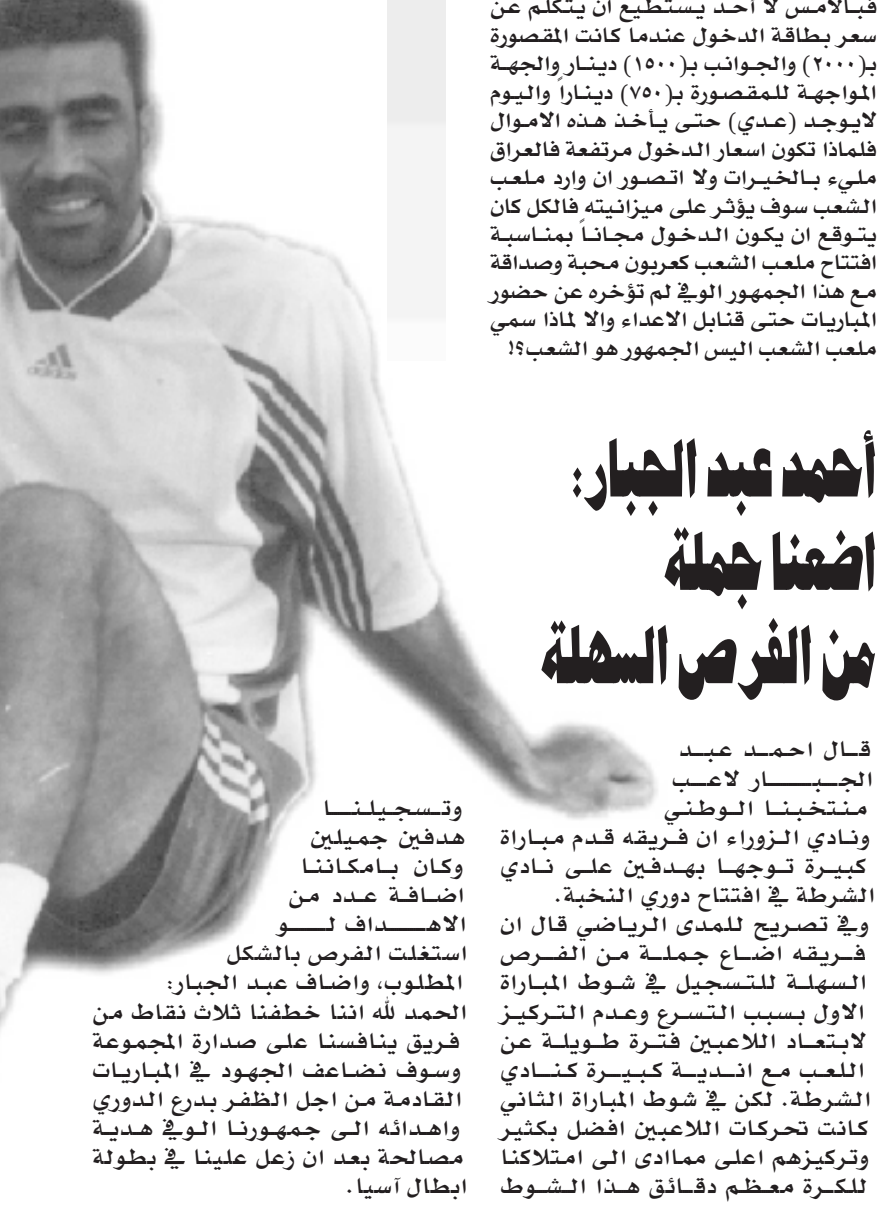 فبالامس لا أحد يستطيع ان يتكلم عن
سعر بطاقة الدخول عندما كانت المقصورة
بـ(٢٠٠٠) والجوانب بـ(١٥٠٠) دينار والجهة
المواجهة للمقصورة بـ(٧٥٠) ديناراً واليوم
لايوجد (عدي) حتى يأخذ هذه الاموال
فلماذا تكون اسعار الدخول مرتفعة فالعراق
مليء بالخيرات ولا اتصور ان وارد ملعب
الشعب سوف يؤثر على ميزانيته فالكل كان
يتوقع ان يكون الدخول مجاناً بمناسبة
افتتاح ملعب الشعب كعربون محبة وصداقة
مع هذا الجمهور الوفي لم تؤخره عن حضور
المباريات حتى قنابل الاعداء والا لماذا سمي
ملعب الشعب اليس الجمهور هو الشعب؟!
أحمد عبد الجبار:
اضعنا جملة
من الفرص السهلة
قال احمد عبد
الجبار لاعب
منتخبنا الوطني
ونادي الزوراء ان فريقه قدم مباراة
كبيرة توجها بهدفين على نادي
الشرطة في افتتاح دوري النخبة.
وفي تصريح للمدى الرياضي قال ان
فريقه اضاع جملة من الفرص
السهلة للتسجيل في شوط المباراة
الاول بسبب التسرع وعدم التركيز
لابتعاد اللاعبين فترة طويلة عن
اللعب مع اندية كبيرة كنادي
الشرطة. لكن في شوط المباراة الثاني
كانت تحركات اللاعبين افضل بكثير
وتركيزهم اعلى مماادى الى امتلاكنا
للكرة معظم دقائق هذا الشوط
وتسجيلنا
هدفين جميلين
وكان بامكاننا
اضافة عدد من
الاهداف لو
استغلت الفرص بالشكل
المطلوب، واضاف عبد الجبار:
الحمد لله اننا خطفنا ثلاث نقاط من
فريق ينافسنا على صدارة المجموعة
وسوف نضاعف الجهود في المباريات
القادمة من اجل الظفر بدرع الدوري
واهدائه الى جمهورنا الوفي هدية
مصالحة بعد ان زعل علينا في بطولة
ابطال آسيا.
adidas